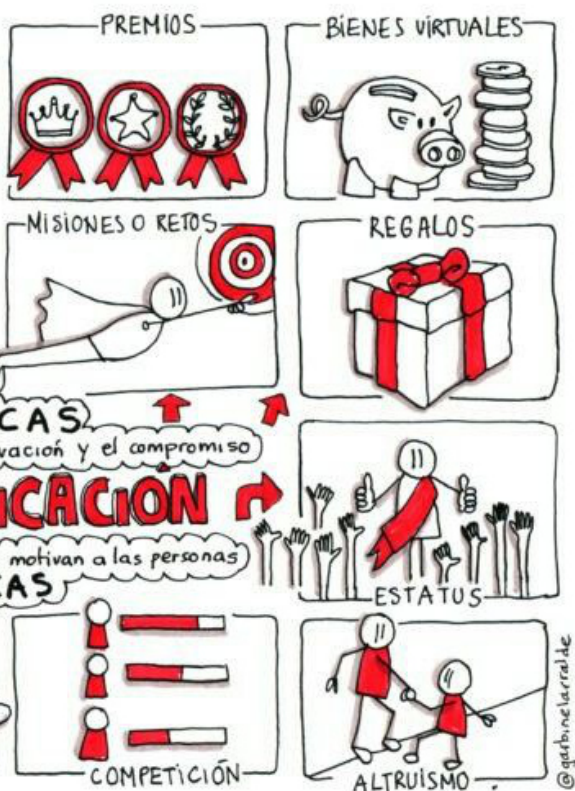 PREMIOS
BIENES VIRTUALES
MISIONES O RETOS
REGALOS
CAS
vación y el compromiso
ICACIÓN
motivan a las personas
CAS
ESTATUS
COMPETICIÓN
ALTRUISMO
@garbinelarralde